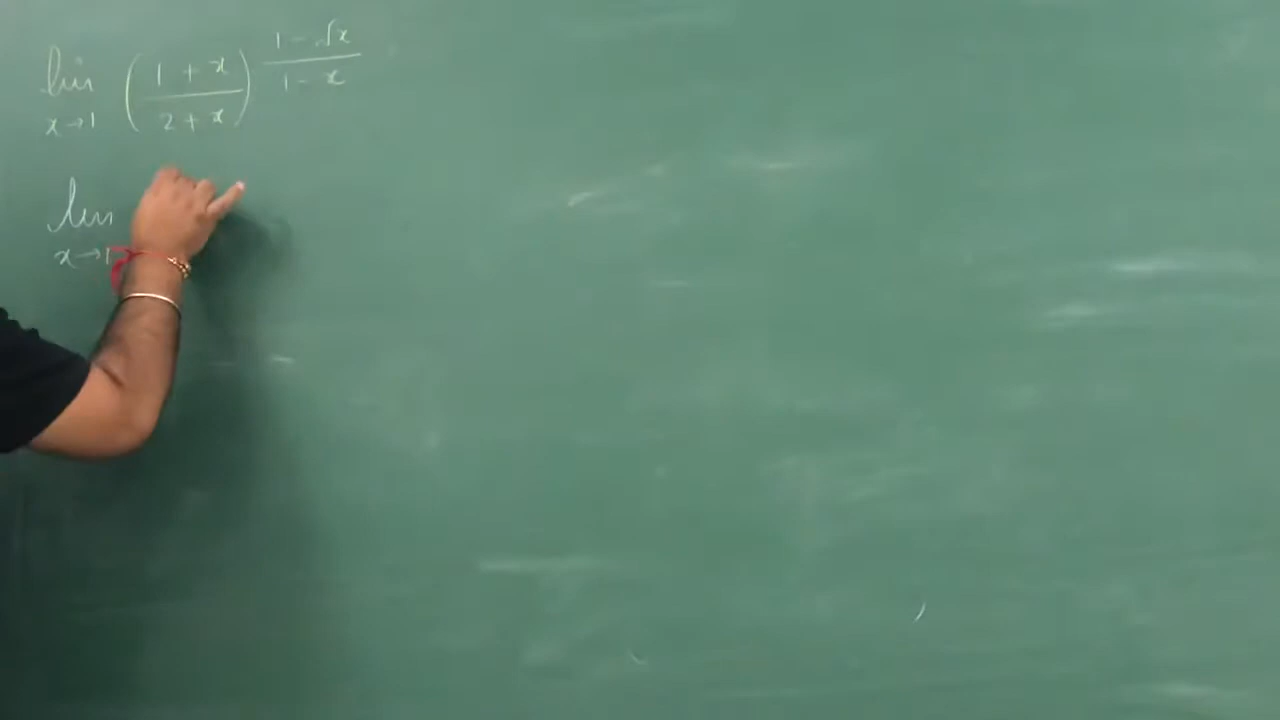 lim x→1 ( (1 + x) / (2 + x) )^( (1 - √x) / (1 - x) )
lim x→1